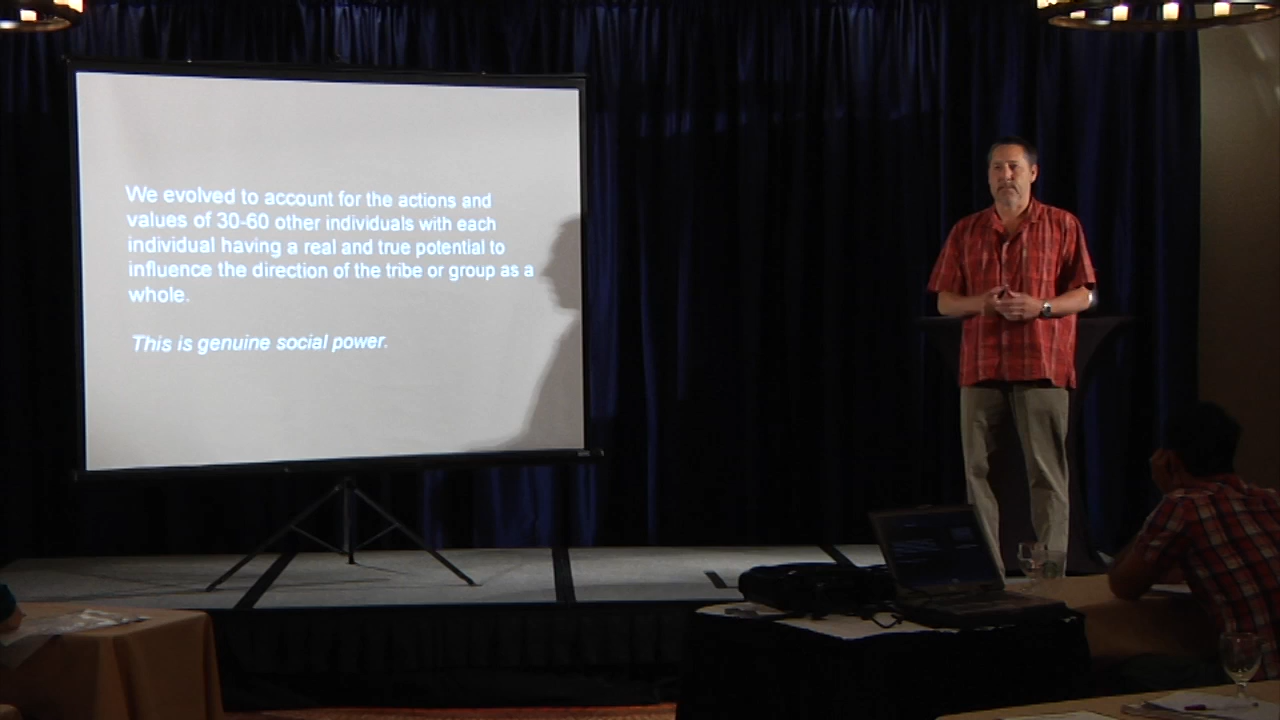 We evolved to account for the actions and
values of 30-60 other individuals with each
individual having a real and true potential to
influence the direction of the tribe or group as a
whole.
This is genuine social power.